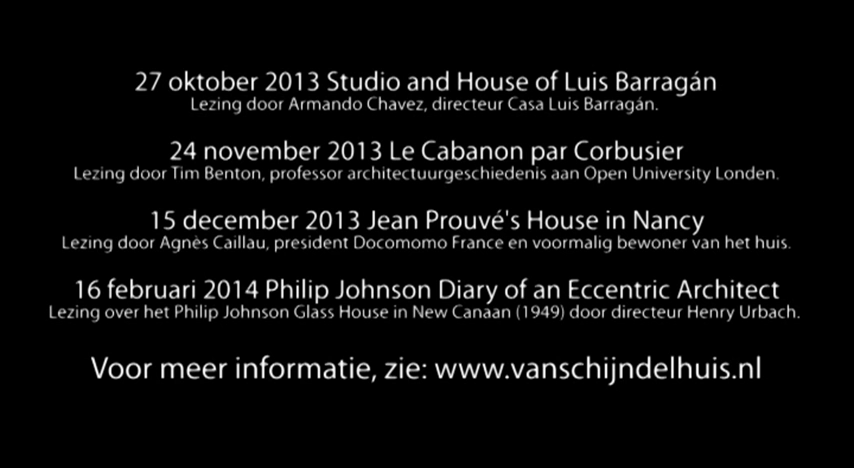 27 oktober 2013 Studio and House of Luis Barragán
Lezing door Armando Chavez, directeur Casa Luis Barragán.
24 november 2013 Le Cabanon par Corbusier
Lezing door Tim Benton, professor architectuurgeschiedenis aan Open University Londen.
15 december 2013 Jean Prouvé's House in Nancy
Lezing door Agnès Caillau, president Docomomo France en voormalig bewoner van het huis.
16 februari 2014 Philip Johnson Diary of an Eccentric Architect
Lezing over het Philip Johnson Glass House in New Canaan (1949) door directeur Henry Urbach.
Voor meer informatie, zie: www.vanschijndelhuis.nl